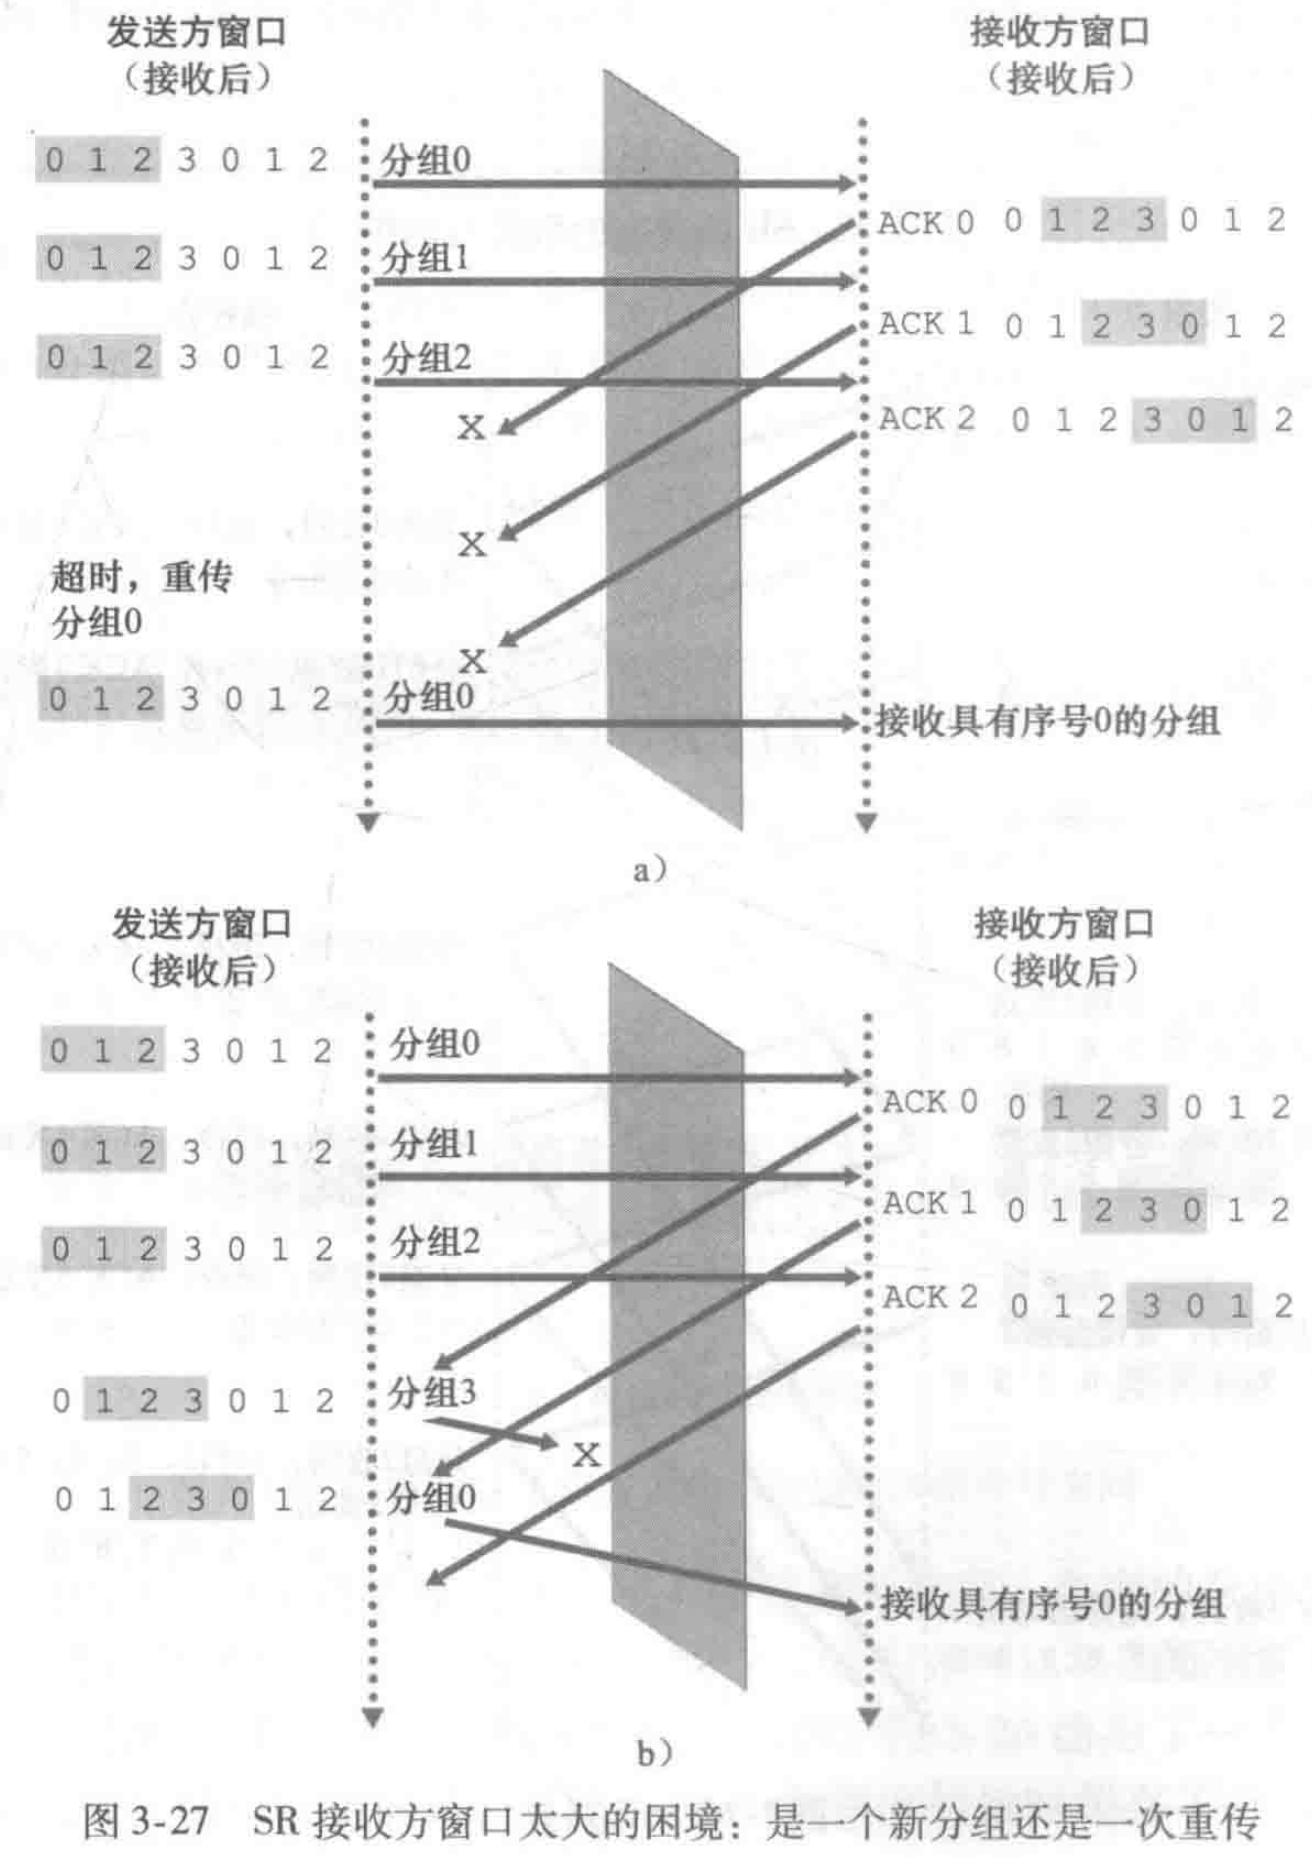 发送方窗口 接收方窗口
（接收后） （接收后）
0 1 2 3 0 1 2 分组0
ACK 0 0 1 2 3 0 1 2
0 1 2 3 0 1 2 分组1
ACK 1 0 1 2 3 0 1 2
0 1 2 3 0 1 2 分组2
ACK 2 0 1 2 3 0 1 2
X
X
超时，重传
分组0
X
0 1 2 3 0 1 2 分组0
接收具有序号0的分组
a）
发送方窗口 接收方窗口
（接收后） （接收后）
0 1 2 3 0 1 2 分组0
ACK 0 0 1 2 3 0 1 2
0 1 2 3 0 1 2 分组1
ACK 1 0 1 2 3 0 1 2
0 1 2 3 0 1 2 分组2
ACK 2 0 1 2 3 0 1 2
0 1 2 3 0 1 2 分组3
X
0 1 2 3 0 1 2 分组0
接收具有序号0的分组
b）
图 3-27 SR 接收方窗口太大的困境：是一个新分组还是一次重传